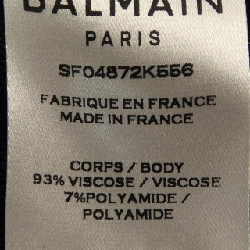 BALMAIN
PARIS
SF04872K556
FABRIQUE EN FRANCE
MADE IN FRANCE
CORPS / BODY
93% VISCOSE / VISCOSE
7%POLYAMIDE /
POLYAMIDE